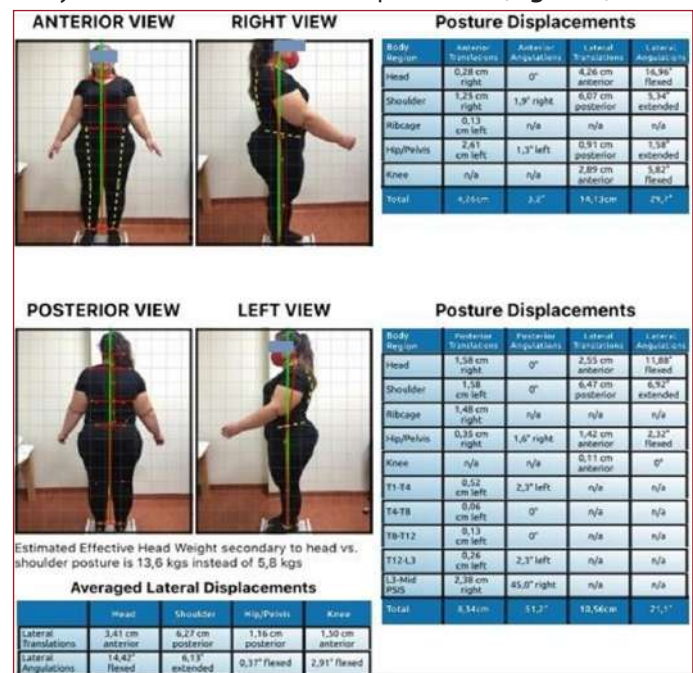 ANTERIOR VIEW
RIGHT VIEW
Posture Displacements
Body Region Anterior Translations Anterior Angulations Lateral Translations Lateral Angulations
Head 0,28 cm right 0° 4,26 cm anterior 16,96° flexed
Shoulder 1,25 cm right 1,9° right 6,07 cm posterior 5,34° extended
Ribcage 0,13 cm left n/a n/a n/a
Hip/Pelvis 2,61 cm left 1,3° left 0,91 cm posterior 1,58° extended
Knee n/a n/a 2,89 cm anterior 5,82° flexed
Total 4,26cm 3,2° 14,13cm 29,7°
POSTERIOR VIEW
LEFT VIEW
Posture Displacements
Body Region Posterior Translations Posterior Angulations Lateral Translations Lateral Angulations
Head 1,58 cm right 0° 2,55 cm anterior 11,88° flexed
Shoulder 1,58 cm left 0° 6,47 cm posterior 6,92° extended
Ribcage 1,48 cm right n/a n/a n/a
Hip/Pelvis 0,35 cm right 1,6° right 1,42 cm anterior 2,32° flexed
Knee n/a n/a 0,11 cm anterior 0°
T1-T4 0,52 cm left 2,3° left n/a n/a
T4-T8 0,06 cm left 0° n/a n/a
T8-T12 0,13 cm left 0° n/a n/a
T12-L3 0,26 cm left 2,3° left n/a n/a
L3-Mid PSIS 2,38 cm right 45,0° right n/a n/a
Total 8,34cm 51,2° 10,56cm 21,1°
Estimated Effective Head Weight secondary to head vs.
shoulder posture is 13,6 kgs instead of 5,8 kgs
Averaged Lateral Displacements
Head Shoulder Hip/Pelvis Knee
Lateral Translations 3,41 cm anterior 6,27 cm posterior 1,16 cm posterior 1,50 cm anterior
Lateral Angulations 14,42° flexed 6,13° extended 0,37° flexed 2,91° flexed